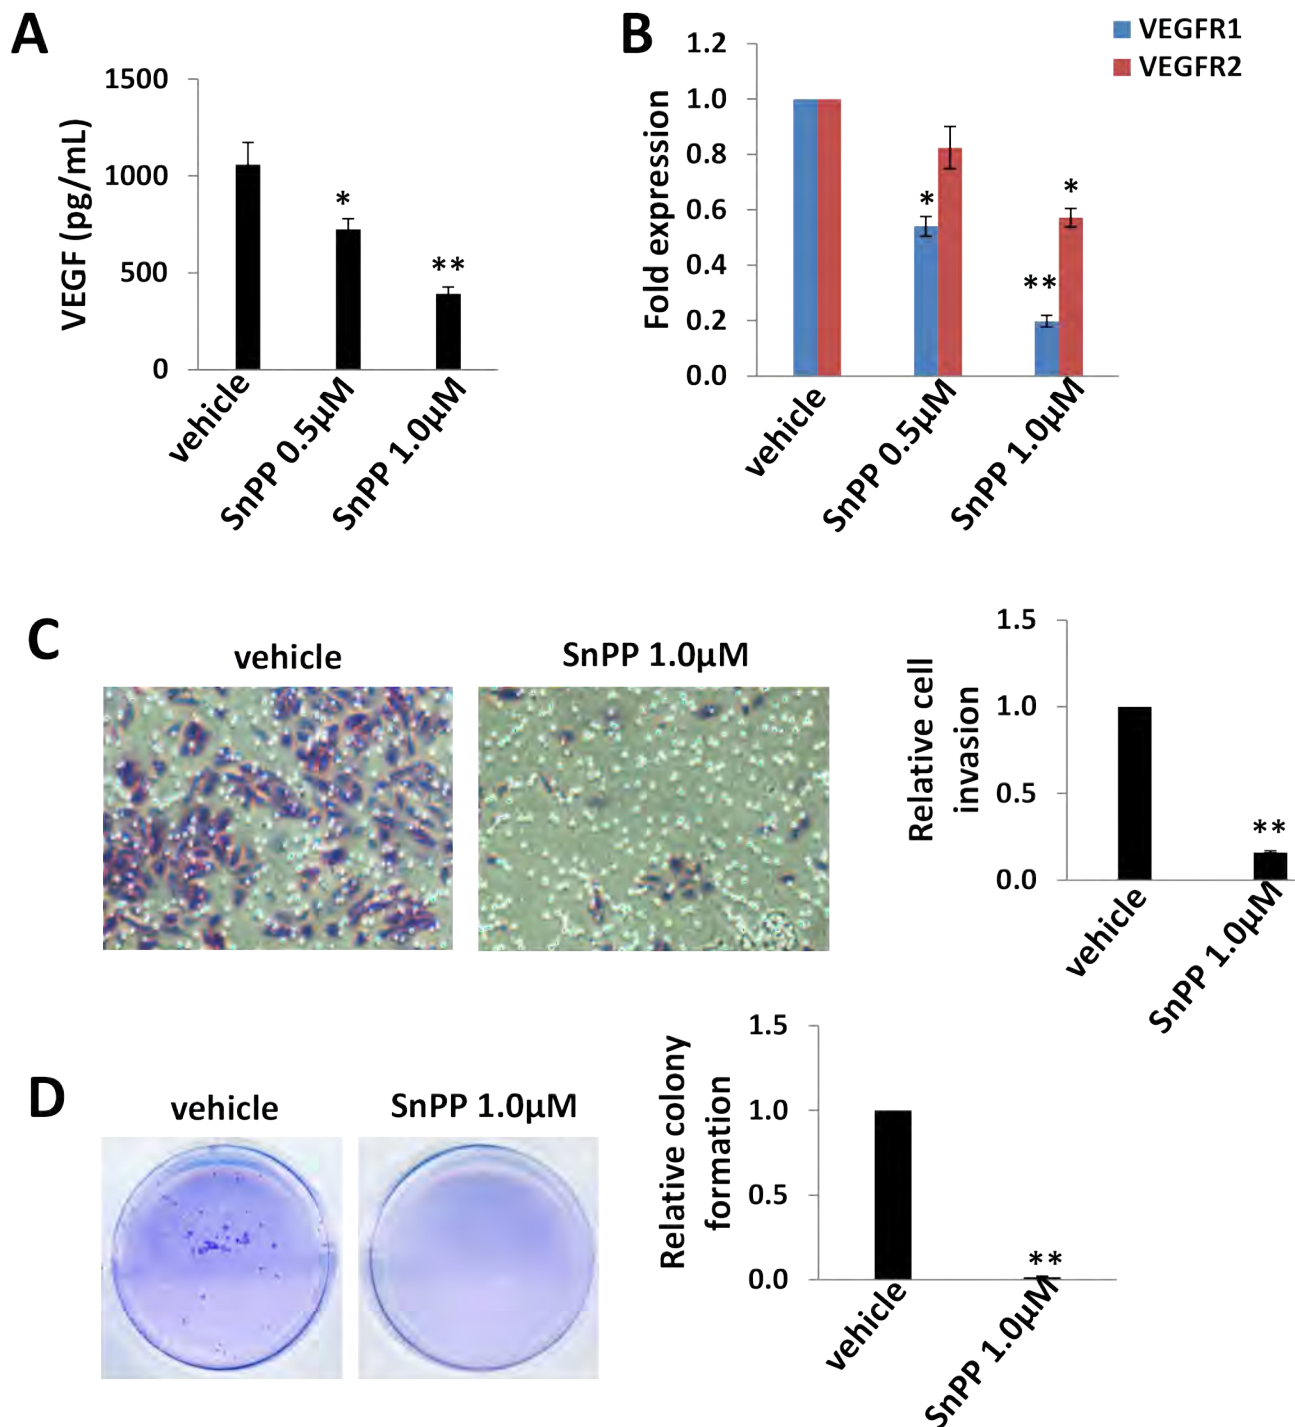 A
VEGF (pg/mL)
1500
1000
500
0
*
**
vehicle
SnPP 0.5µM
SnPP 1.0µM
B
VEGFR1
VEGFR2
Fold expression
1.2
1.0
0.8
0.6
0.4
0.2
0.0
*
**
*
vehicle
SnPP 0.5µM
SnPP 1.0µM
C
vehicle
SnPP 1.0µM
Relative cell
invasion
1.5
1.0
0.5
0.0
**
vehicle
SnPP 1.0µM
D
vehicle
SnPP 1.0µM
Relative colony
formation
1.5
1.0
0.5
0.0
**
vehicle
SnPP 1.0µM